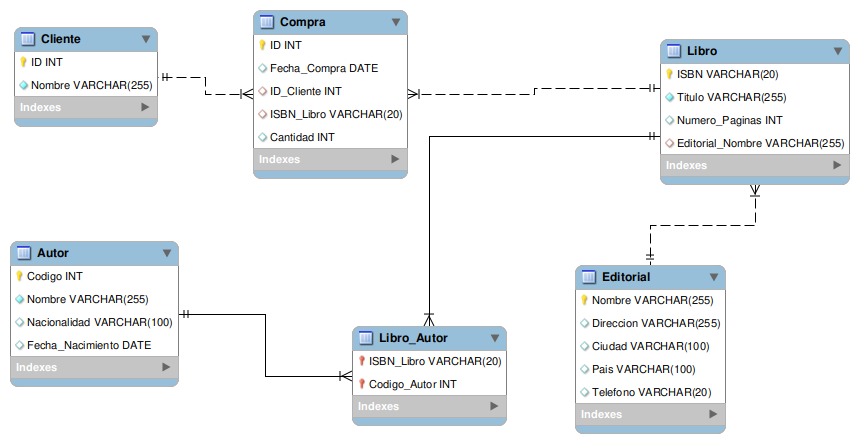 Cliente
ID INT
Nombre VARCHAR(255)
Indexes
Compra
ID INT
Fecha_Compra DATE
ID_Cliente INT
ISBN_Libro VARCHAR(20)
Cantidad INT
Indexes
Libro
ISBN VARCHAR(20)
Titulo VARCHAR(255)
Numero_Paginas INT
Editorial_Nombre VARCHAR(255)
Indexes
Autor
Codigo INT
Nombre VARCHAR(255)
Nacionalidad VARCHAR(100)
Fecha_Nacimiento DATE
Indexes
Libro_Autor
ISBN_Libro VARCHAR(20)
Codigo_Autor INT
Indexes
Editorial
Nombre VARCHAR(255)
Direccion VARCHAR(255)
Ciudad VARCHAR(100)
Pais VARCHAR(100)
Telefono VARCHAR(20)
Indexes